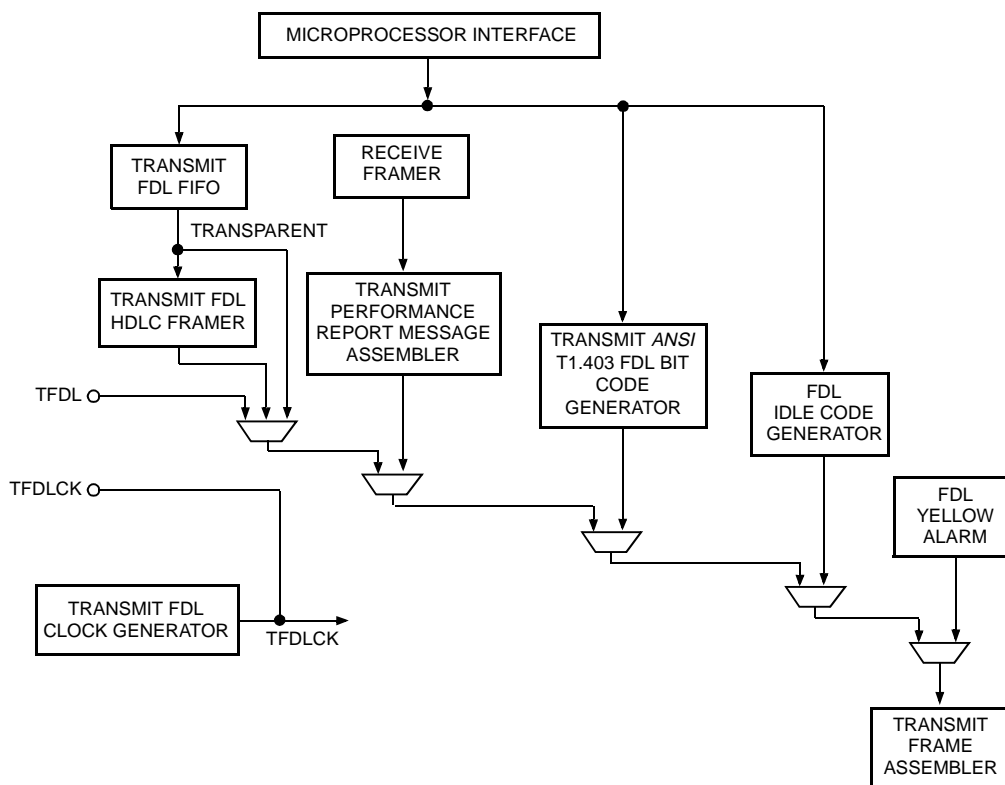 MICROPROCESSOR INTERFACE
TRANSMIT
FDL FIFO
RECEIVE
FRAMER
TRANSPARENT
TRANSMIT FDL
HDLC FRAMER
TRANSMIT
PERFORMANCE
REPORT MESSAGE
ASSEMBLER
TRANSMIT ANSI
T1.403 FDL BIT
CODE
GENERATOR
FDL
IDLE CODE
GENERATOR
TFDL
TFDLCK
FDL
YELLOW
ALARM
TRANSMIT FDL
CLOCK GENERATOR
TFDLCK
TRANSMIT
FRAME
ASSEMBLER